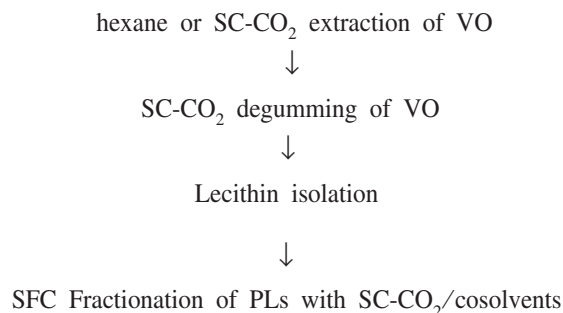 hexane or SC-CO₂ extraction of VO
↓
SC-CO₂ degumming of VO
↓
Lecithin isolation
↓
SFC Fractionation of PLs with SC-CO₂/cosolvents